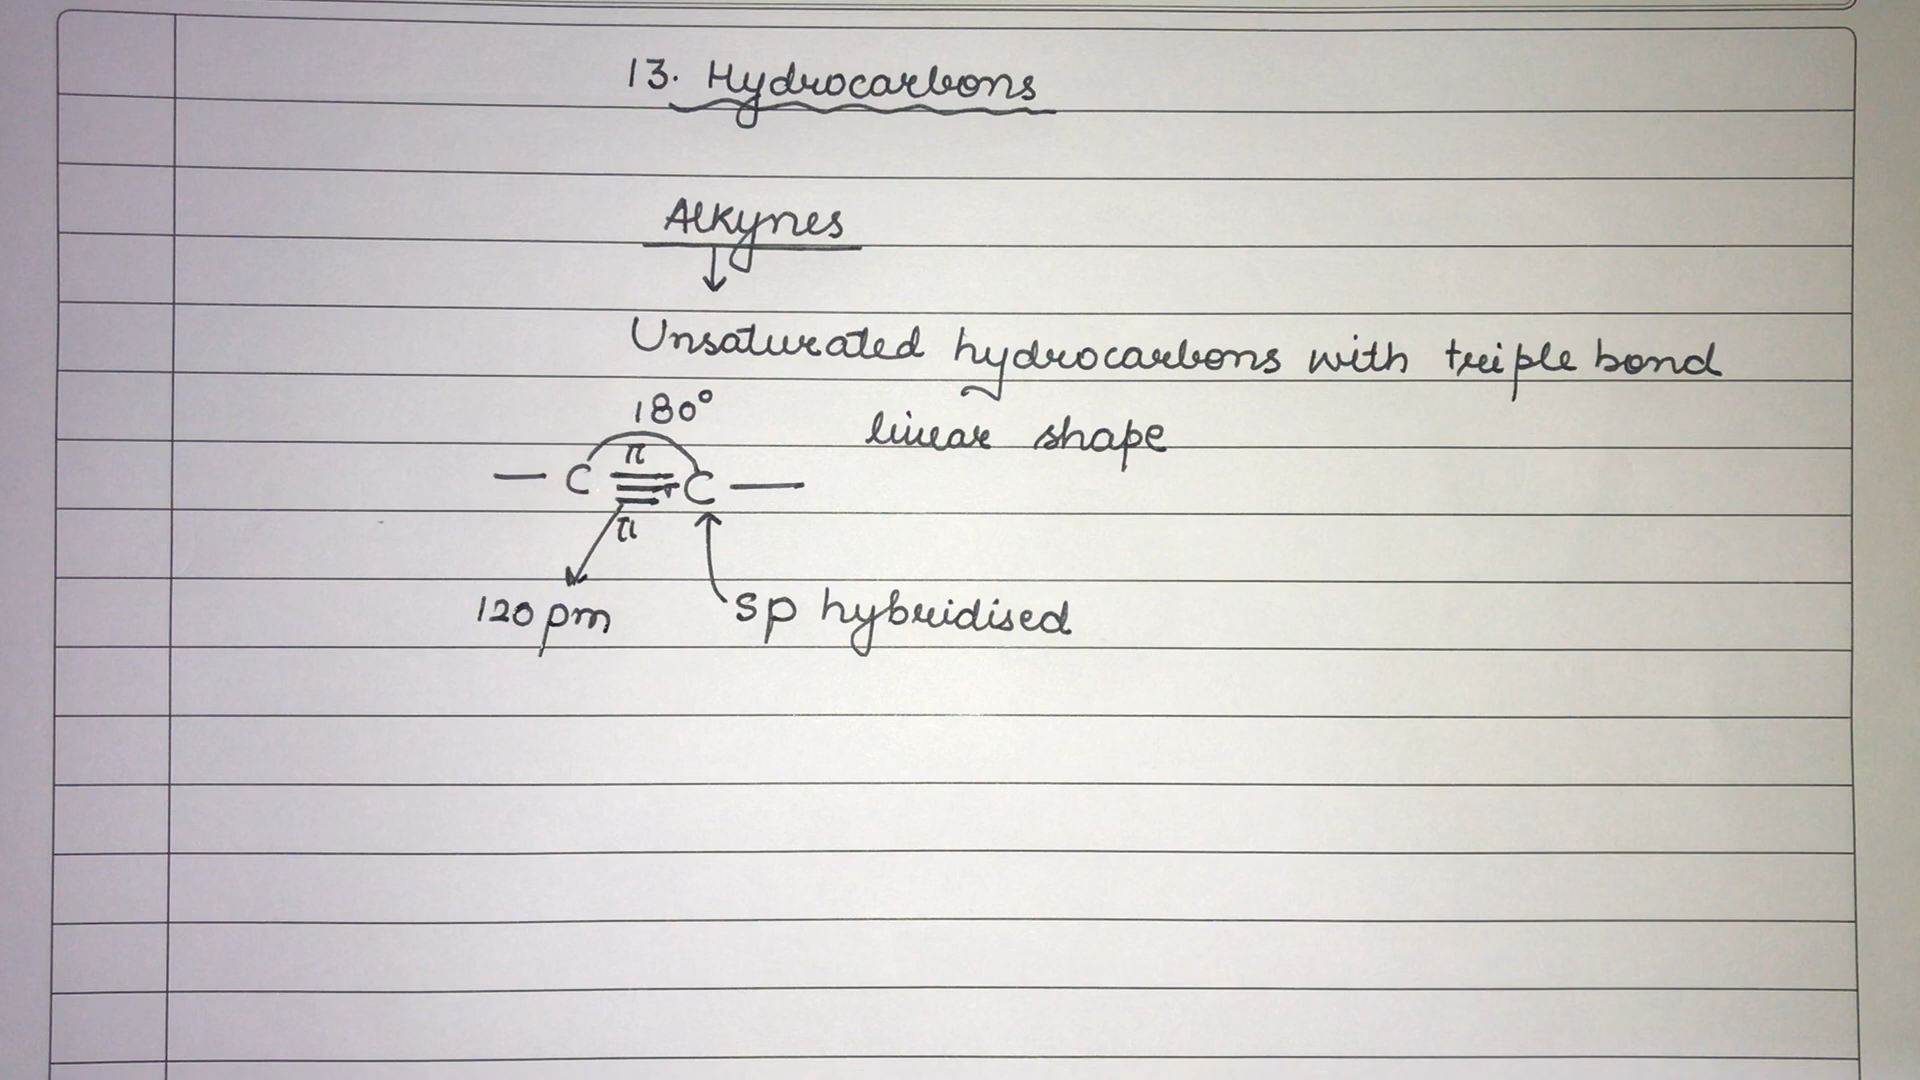 13. Hydrocarbons
Alkynes
Unsaturated hydrocarbons with triple bond
180°
linear shape
π
— C ≡ C —
π
120 pm
sp hybridised